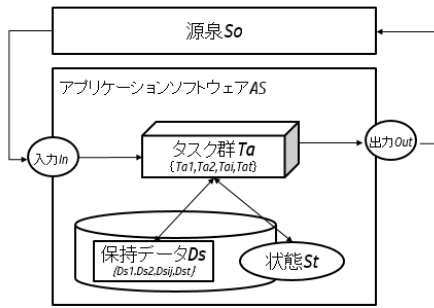 源泉So
アプリケーションソフトウェアAS
入力In
タスク群Ta
{Ta1,Ta2,Tai,Tat}
出力Out
保持データDs
{Ds1,Ds2,Dsij,Dst}
状態St